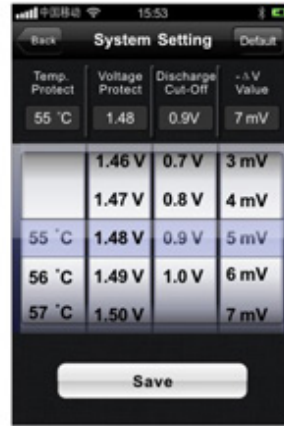 中国移动 15:53
Back System Setting Default
Temp. Protect Voltage Protect Discharge Cut-Off -ΔV Value
55 °C 1.48 0.9V 7 mV
1.46 V 0.7 V 3 mV
1.47 V 0.8 V 4 mV
55 °C 1.48 V 0.9 V 5 mV
56 °C 1.49 V 1.0 V 6 mV
57 °C 1.50 V 7 mV
Save